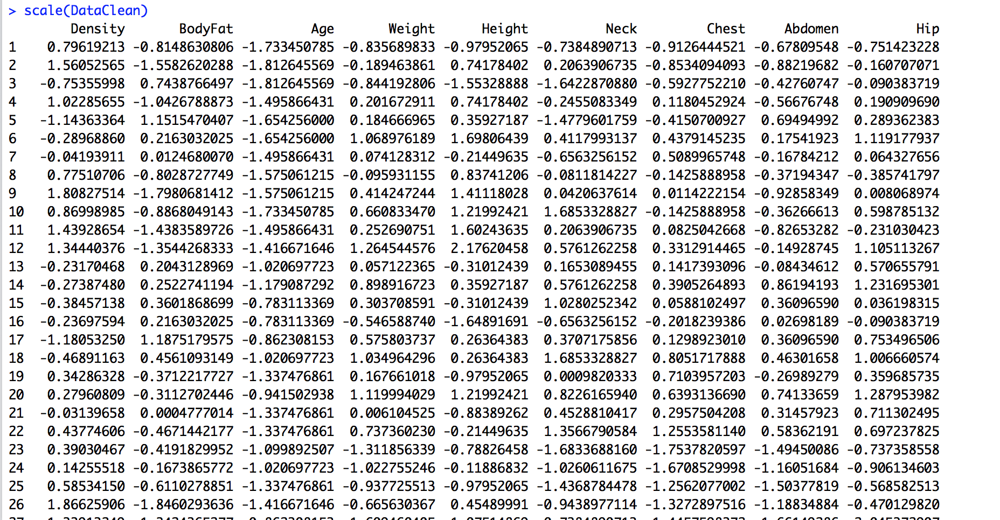 > scale(DataClean)
Density BodyFat Age Weight Height Neck Chest Abdomen Hip
1 0.79619213 -0.8148630806 -1.733450785 -0.835689833 -0.97952065 -0.7384890713 -0.9126444521 -0.67809548 -0.751423228
2 1.56052565 -1.5582620288 -1.812645569 -0.189463861 0.74178402 0.2063906735 -0.8534094093 -0.88219682 -0.160707071
3 -0.75355998 0.7438766497 -1.812645569 -0.844192806 -1.55328888 -1.6422870880 -0.5927752210 -0.42760747 -0.090383719
4 1.02285655 -1.0426788873 -1.495866431 0.201672911 0.74178402 -0.2455083349 0.1180452924 -0.56676748 0.190909690
5 -1.14363364 1.1515470407 -1.654256000 0.184666965 0.35927187 -1.4779601759 -0.4150700927 0.69494992 0.289362383
6 -0.28968860 0.2163032025 -1.654256000 1.068976189 1.69806439 0.4117993137 0.4379145235 0.17541923 1.119177937
7 -0.04193911 0.0124680070 -1.495866431 0.074128312 -0.21449635 -0.6563256152 0.5089965748 -0.16784212 0.064327656
8 0.77510706 -0.8028727749 -1.575061215 -0.095931155 0.83741206 -0.0811814227 -0.1425888958 -0.37194347 -0.385741797
9 1.80827514 -1.7980681412 -1.575061215 0.414247244 1.41118028 0.0420637614 0.0114222154 -0.92858349 0.008068974
10 0.86998985 -0.8868049143 -1.733450785 0.660833470 1.21992421 1.6853328827 -0.1425888958 -0.36266613 0.598785132
11 1.43928654 -1.4383589726 -1.495866431 0.252690751 1.60243635 0.2063906735 0.0825042668 -0.82653282 -0.231030423
12 1.34440376 -1.3544268333 -1.416671646 1.264544576 2.17620458 0.5761262258 0.3312914465 -0.14928745 1.105113267
13 -0.23170468 0.2043128969 -1.020697723 0.057122365 -0.31012439 0.1653089455 0.1417393096 -0.08434612 0.570655791
14 -0.27387480 0.2522741194 -1.179087292 0.898916723 0.35927187 0.5761262258 0.3905264893 0.86194193 1.231695301
15 -0.38457138 0.3601868699 -0.783113369 0.303708591 -0.31012439 1.0280252342 0.0588102497 0.36096590 0.036198315
16 -0.23697594 0.2163032025 -0.783113369 -0.546588740 -1.64891691 -0.6563256152 -0.2018239386 0.02698189 -0.090383719
17 -1.18053250 1.1875179575 -0.862308153 0.575803737 0.26364383 0.3707175856 0.1298923010 0.36096590 0.753496506
18 -0.46891163 0.4561093149 -1.020697723 1.034964296 0.26364383 1.6853328827 0.8051717888 0.46301658 1.006660574
19 0.34286328 -0.3712217727 -1.337476861 0.167661018 -0.97952065 0.0009820333 0.7103957203 -0.26989279 0.359685735
20 0.27960809 -0.3112702446 -0.941502938 1.119994029 1.21992421 0.8226165940 0.6393136690 0.74133659 1.287953982
21 -0.03139658 0.0004777014 -1.337476861 0.006104525 -0.88389262 0.4528810417 0.2957504208 0.31457923 0.711302495
22 0.43774606 -0.4671442177 -1.337476861 0.737360230 -0.21449635 1.3566790584 1.2553581140 0.58362191 0.697237825
23 0.39030467 -0.4191829952 -1.099892507 -1.311856339 -0.78826458 -1.6833688160 -1.7537820597 -1.49450086 -0.737358558
24 0.14255518 -0.1673865772 -1.020697723 -1.022755246 -0.11886832 -1.0260611675 -1.6708529998 -1.16051684 -0.906134603
25 0.58534150 -0.6110278851 -1.337476861 -0.937725513 -0.97952065 -1.4368784478 -1.2562077002 -1.50377819 -0.568582513
26 1.86625906 -1.8460293636 -1.416671646 -0.665630367 0.45489991 -0.9438977114 -1.3272897516 -1.18834884 -0.470129820